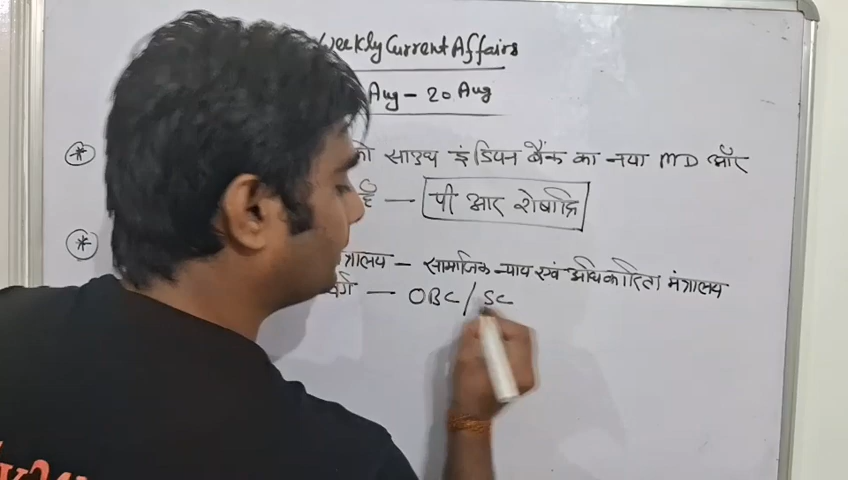 Weekly Current Affairs
Aug - 20 Aug
* को साउथ इंडियन बैंक का नया MD और
है — पी आर शेषाद्रि
* मंत्रालय - सामाजिक न्याय एवं अधिकारिता मंत्रालय
वर्ग — OBC/SC